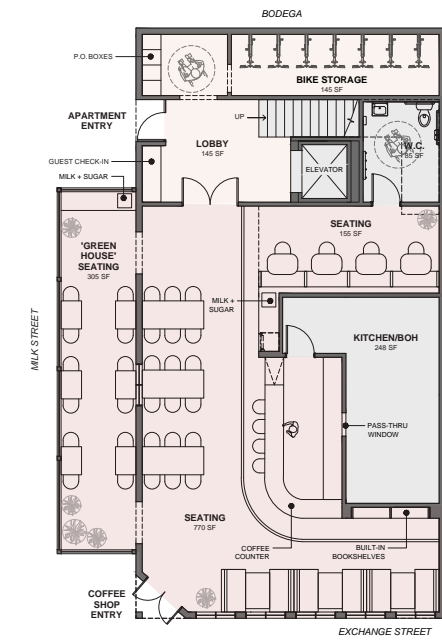 BODEGA
P.O. BOXES
BIKE STORAGE
145 SF
APARTMENT
ENTRY
UP
LOBBY
145 SF
W.C.
85 SF
GUEST CHECK-IN
ELEVATOR
MILK + SUGAR
SEATING
155 SF
'GREEN
HOUSE'
SEATING
305 SF
MILK +
SUGAR
MILK STREET
KITCHEN/BOH
248 SF
PASS-THRU
WINDOW
SEATING
770 SF
COFFEE
COUNTER
BUILT-IN
BOOKSHELVES
COFFEE
SHOP
ENTRY
EXCHANGE STREET